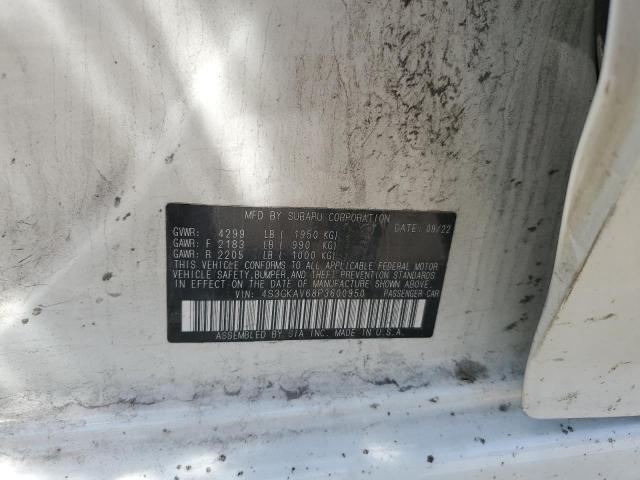 MFD BY SUBARU CORPORATION
DATE: 09/22
GVWR: 4299 LB ( 1950 KG)
GAWR: F 2183 LB ( 990 KG)
GAWR: R 2205 LB ( 1000 KG)
THIS VEHICLE CONFORMS TO ALL APPLICABLE FEDERAL MOTOR
VEHICLE SAFETY, BUMPER, AND THEFT PREVENTION STANDARDS
IN EFFECT ON THE DATE OF MANUFACTURE SHOWN ABOVE.
VIN: 4S3GKAV68P3600950 PASSENGER CAR
ASSEMBLED BY SIA INC. MADE IN U.S.A.